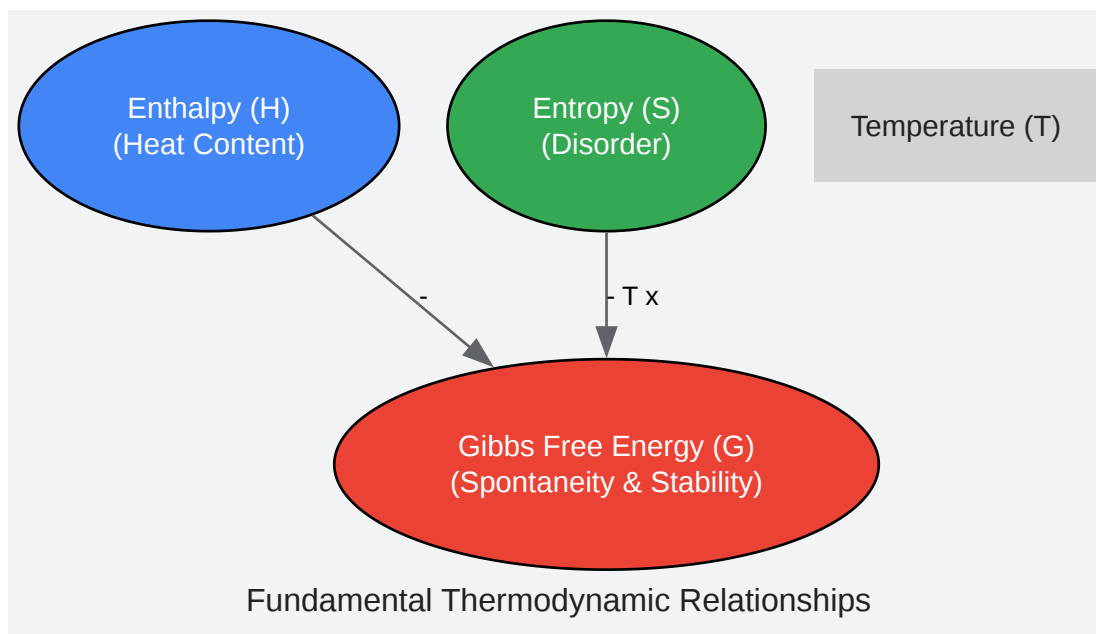 Enthalpy (H)
(Heat Content)
Entropy (S)
(Disorder)
Temperature (T)
-
- T x
Gibbs Free Energy (G)
(Spontaneity & Stability)
Fundamental Thermodynamic Relationships